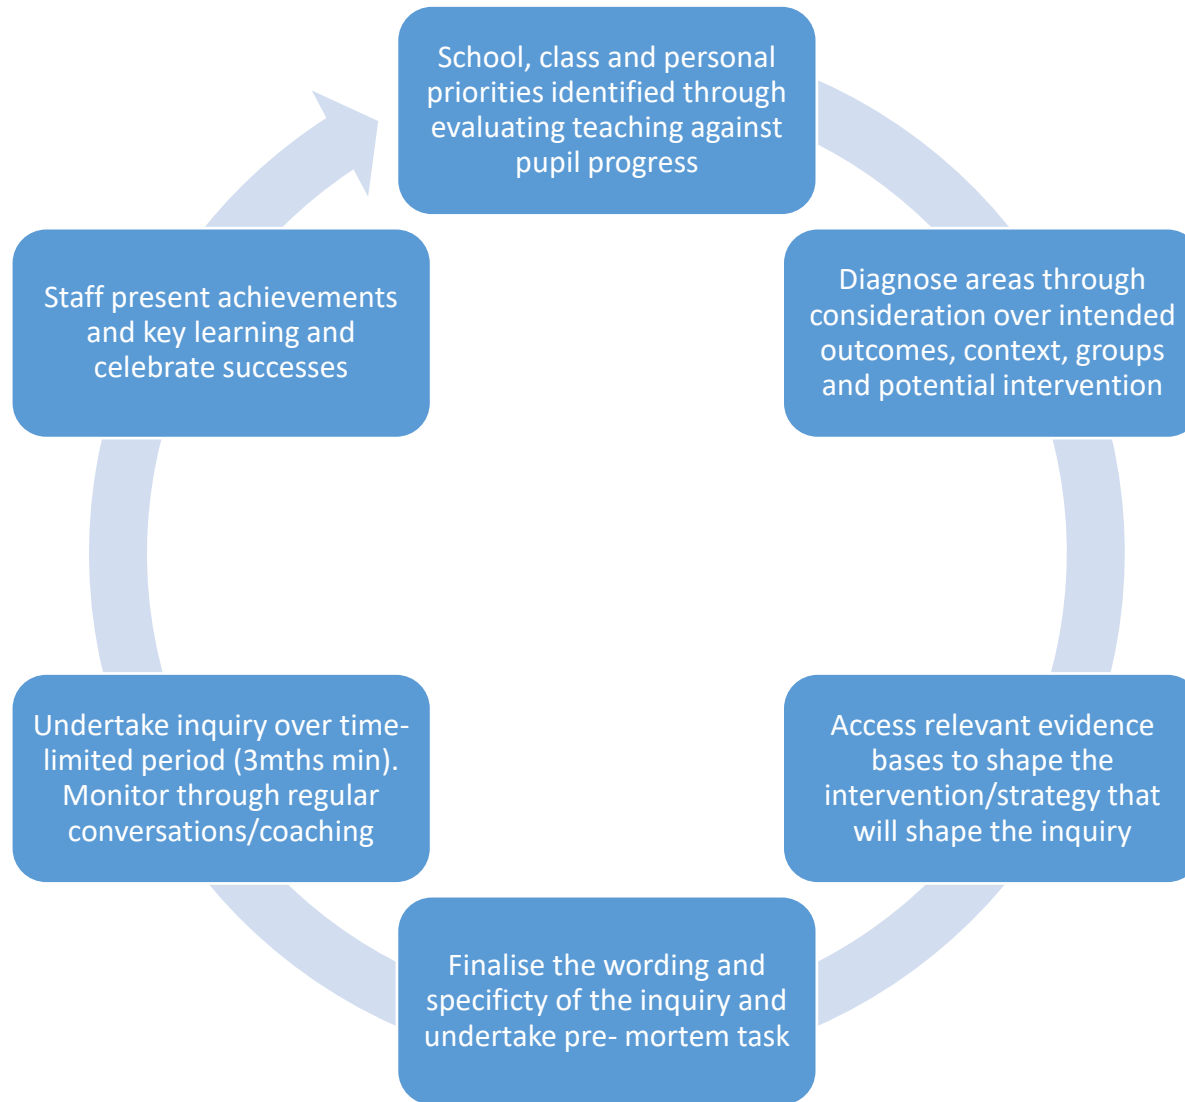 School, class and personal
priorities identified through
evaluating teaching against
pupil progress
Diagnose areas through
consideration over intended
outcomes, context, groups
and potential intervention
Access relevant evidence
bases to shape the
intervention/strategy that
will shape the inquiry
Finalise the wording and
specificty of the inquiry and
undertake pre- mortem task
Undertake inquiry over time-
limited period (3mths min).
Monitor through regular
conversations/coaching
Staff present achievements
and key learning and
celebrate successes